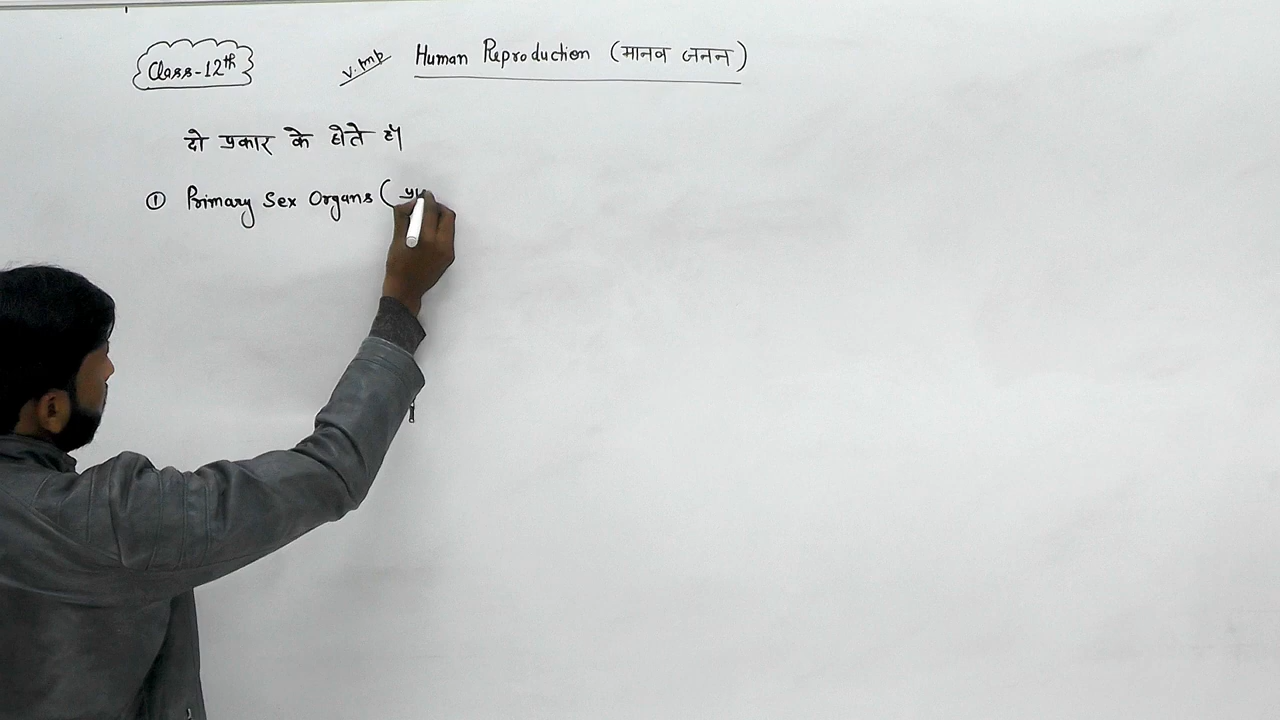 Class-12th
V. Imp Human Reproduction (मानव जनन)
दो प्रकार के होते हैं।
① Primary Sex Organs (